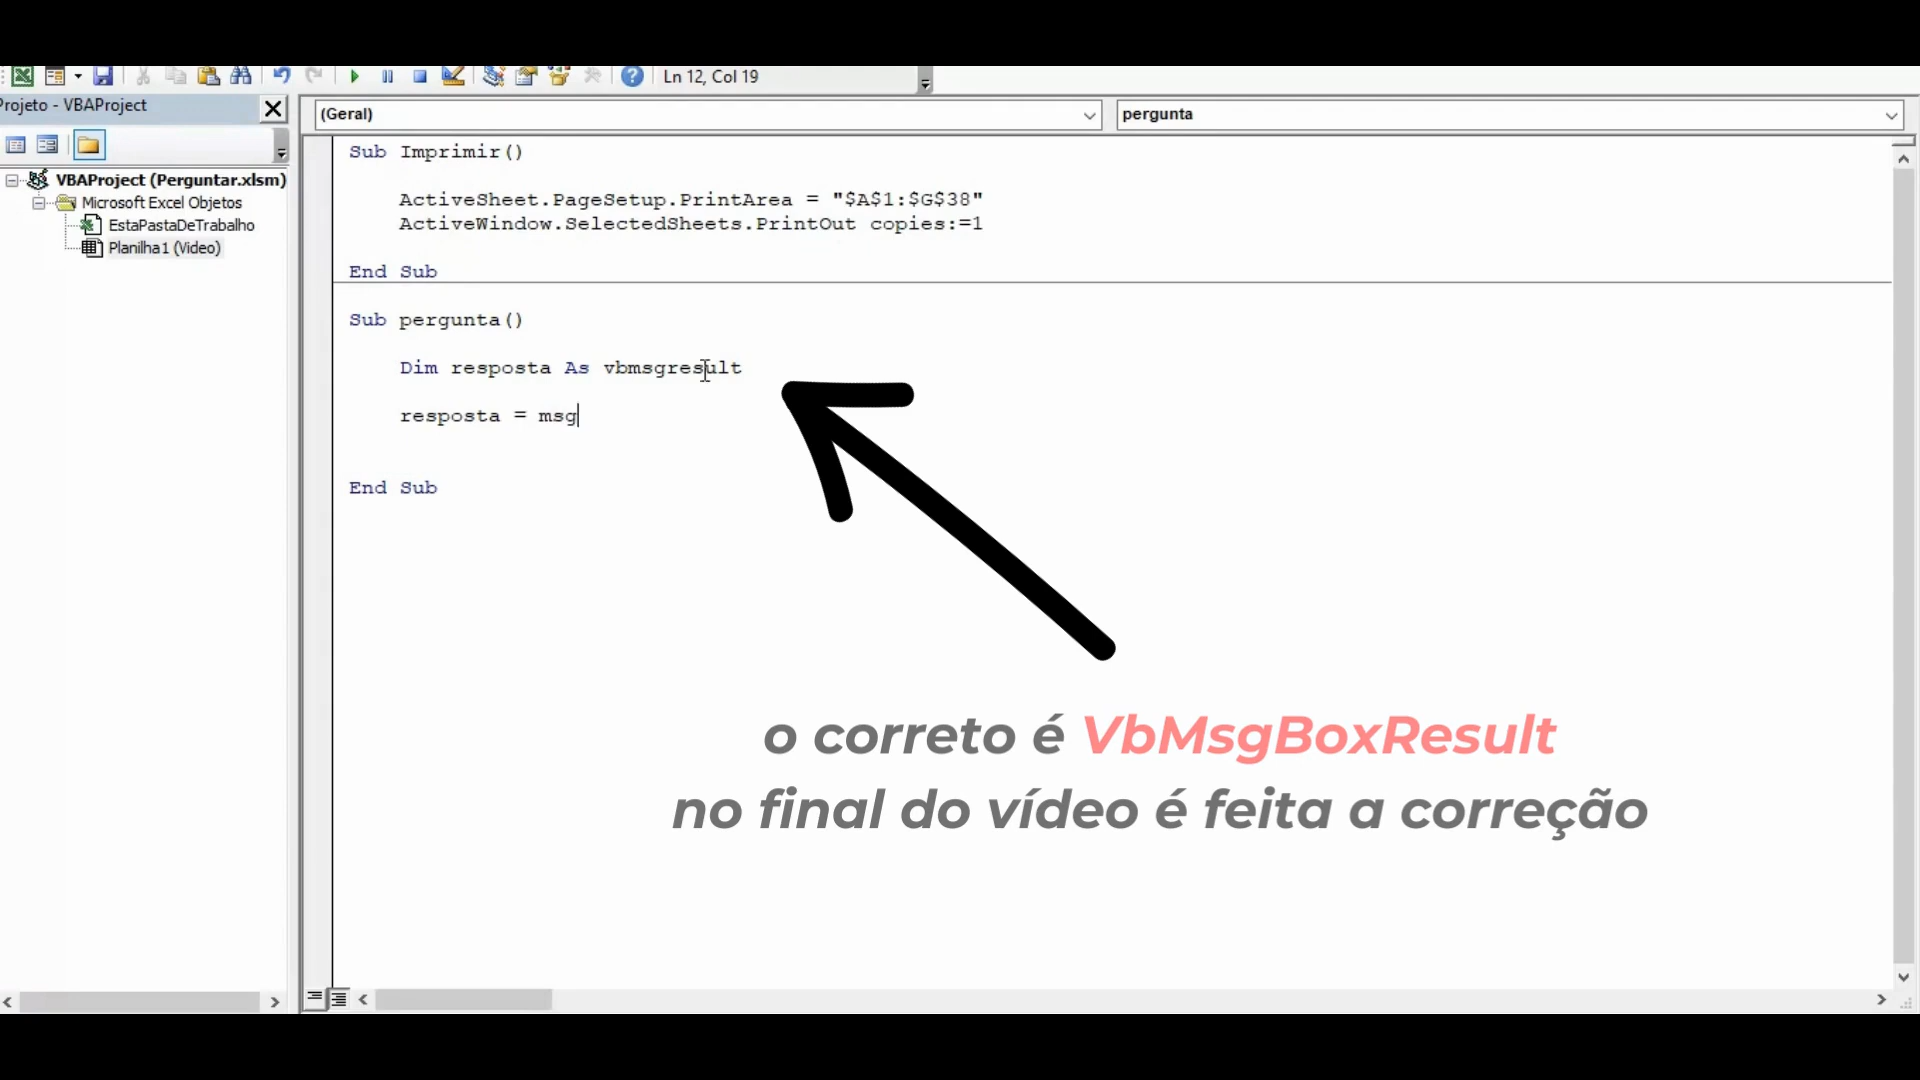 Ln 12, Col 19
Projeto - VBAProject
(Geral)
pergunta
VBAProject (Perguntar.xlsm)
Microsoft Excel Objetos
EstaPastaDeTrabalho
Planilha1 (Video)
Sub Imprimir()
ActiveSheet.PageSetup.PrintArea = "$A$1:$G$38"
ActiveWindow.SelectedSheets.PrintOut copies:=1
End Sub
Sub pergunta()
Dim resposta As vbmsgresult
resposta = msg
End Sub
o correto é VbMsgBoxResult
no final do vídeo é feita a correção